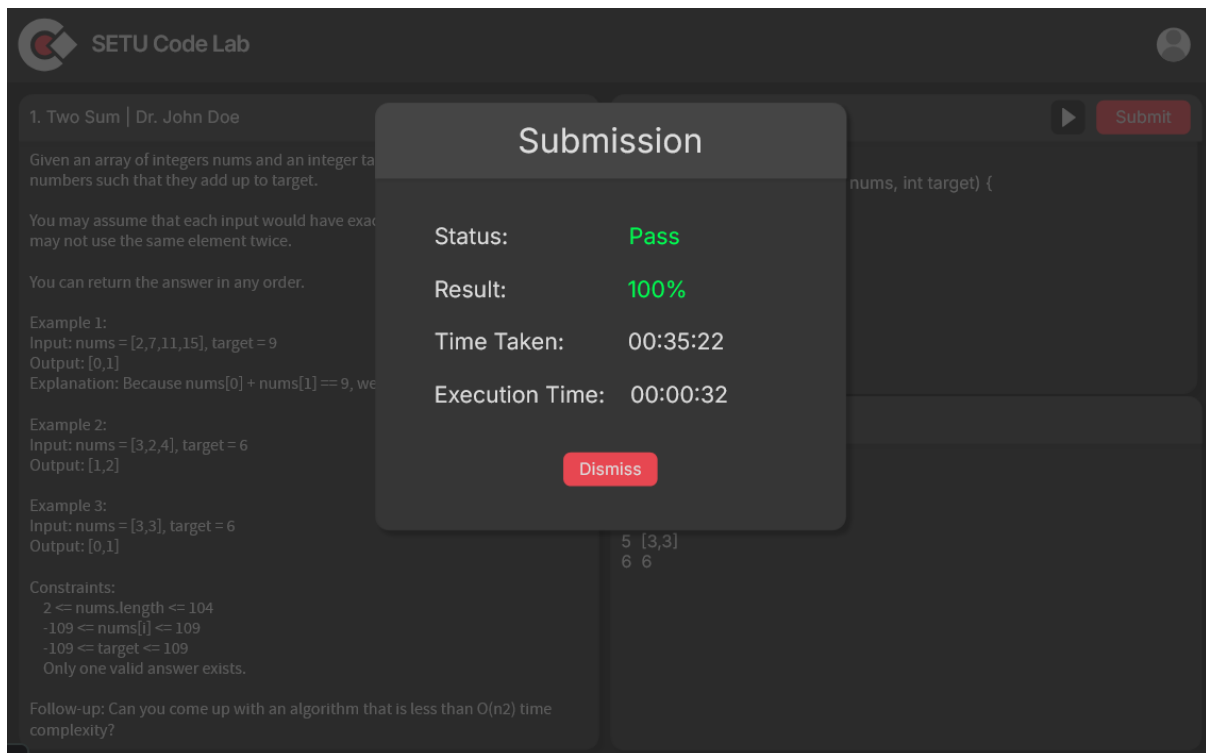 SETU Code Lab
1. Two Sum | Dr. John Doe
Submit
Given an array of integers nums and an integer ta
numbers such that they add up to target.
You may assume that each input would have exac
may not use the same element twice.
You can return the answer in any order.
Example 1:
Input: nums = [2,7,11,15], target = 9
Output: [0,1]
Explanation: Because nums[0] + nums[1] == 9, we
Example 2:
Input: nums = [3,2,4], target = 6
Output: [1,2]
Example 3:
Input: nums = [3,3], target = 6
Output: [0,1]
Constraints:
2 <= nums.length <= 104
-109 <= nums[i] <= 109
-109 <= target <= 109
Only one valid answer exists.
Follow-up: Can you come up with an algorithm that is less than O(n2) time
complexity?
nums, int target) {
5 [3,3]
6 6
Submission
Status: Pass
Result: 100%
Time Taken: 00:35:22
Execution Time: 00:00:32
Dismiss